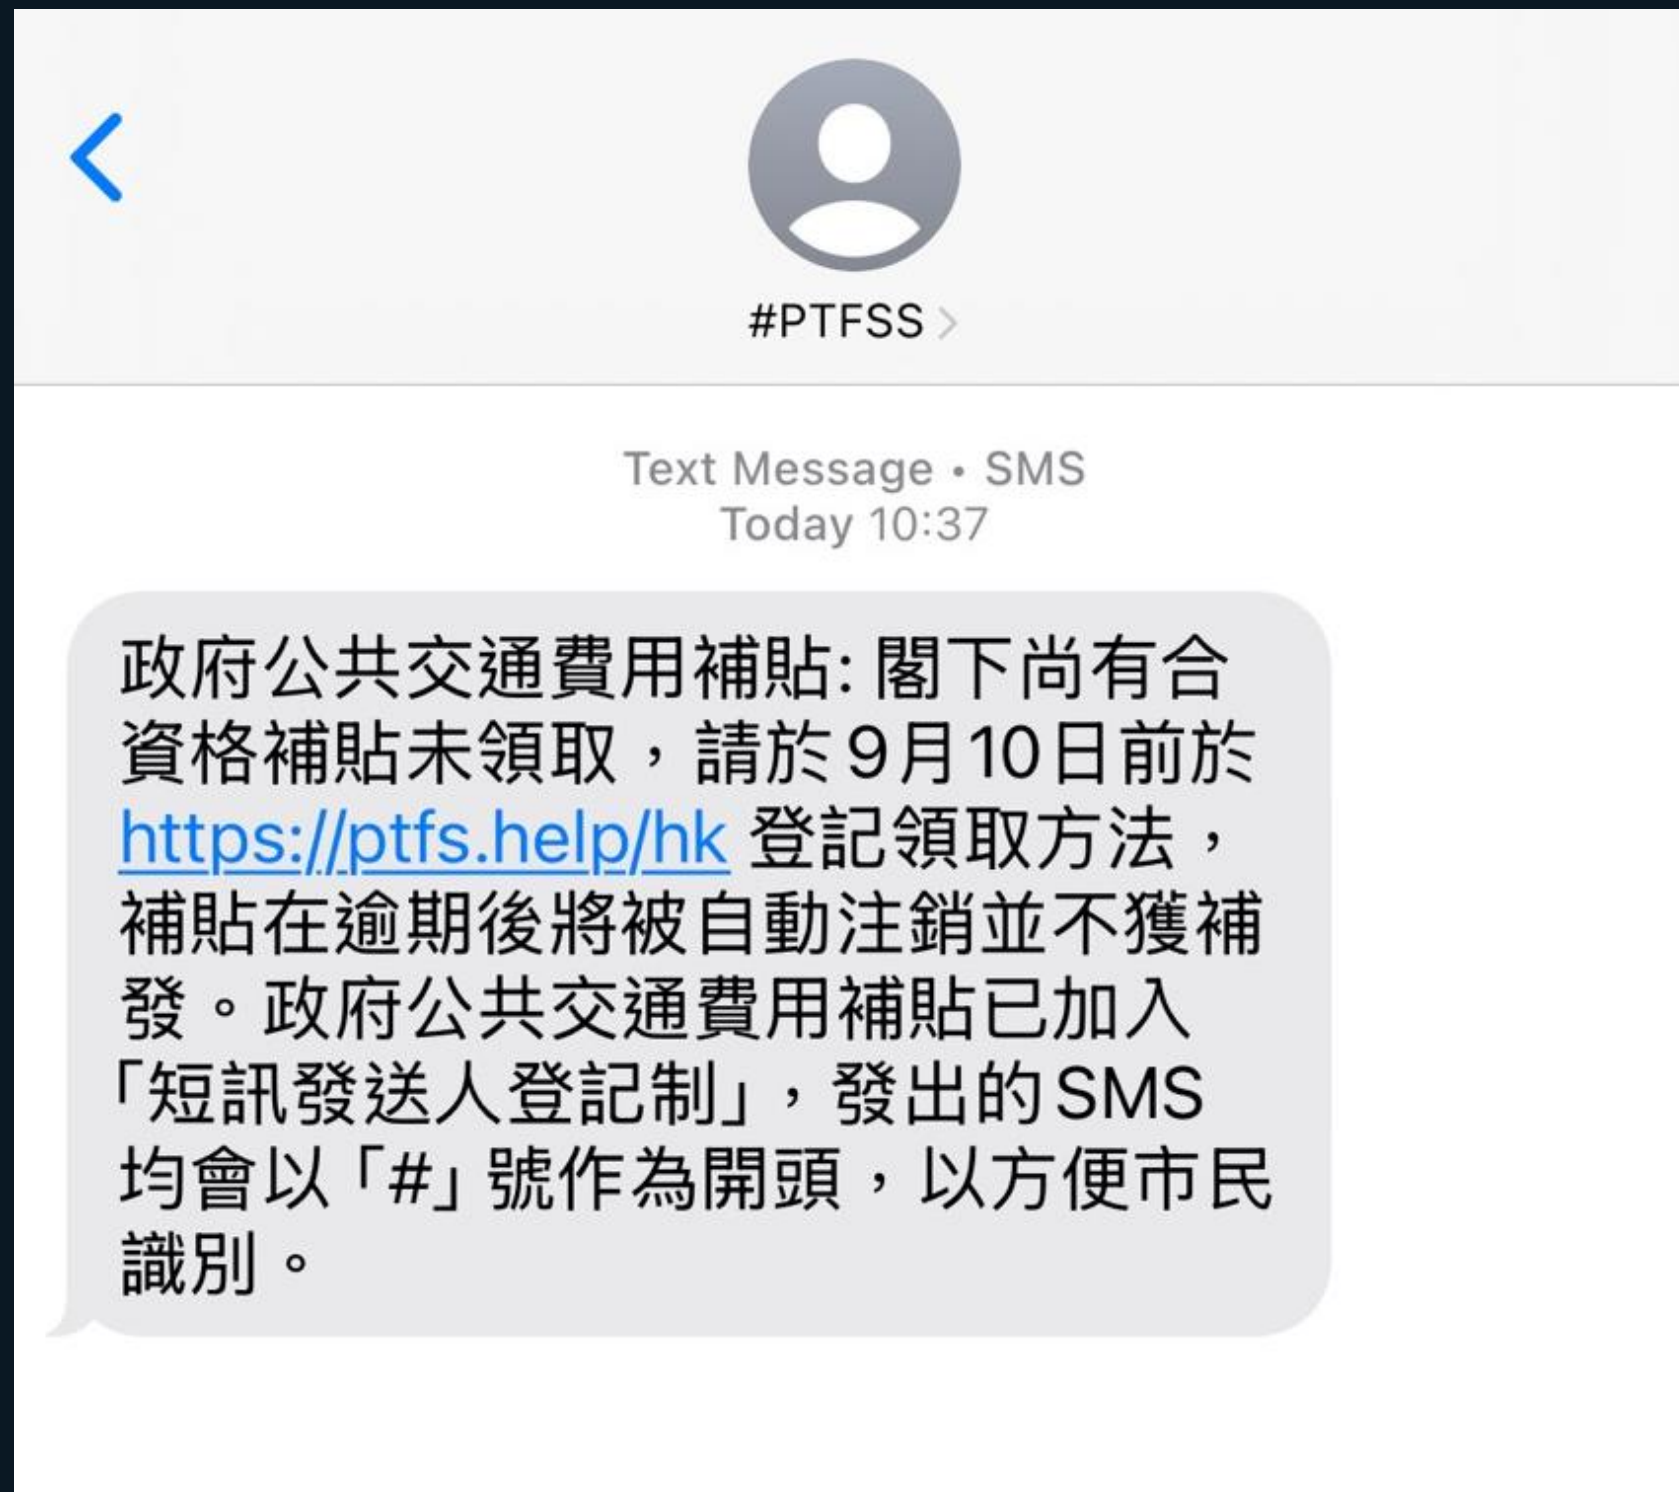 #PTFSS
Text Message • SMS
Today 10:37
政府公共交通費用補貼: 閣下尚有合
資格補貼未領取，請於9月10日前於
https://ptfs.help/hk 登記領取方法，
補貼在逾期後將被自動注銷並不獲補
發。政府公共交通費用補貼已加入
「短訊發送人登記制」，發出的SMS
均會以「#」號作為開頭，以方便市民
識別。